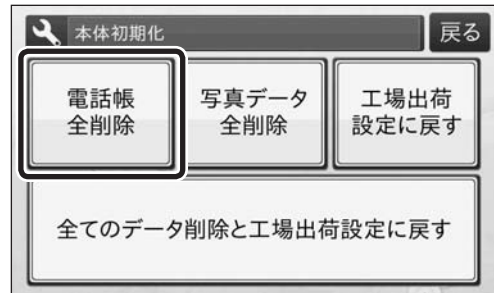 本体初期化
戻る
電話帳
全削除
写真データ
全削除
工場出荷
設定に戻す
全てのデータ削除と工場出荷設定に戻す